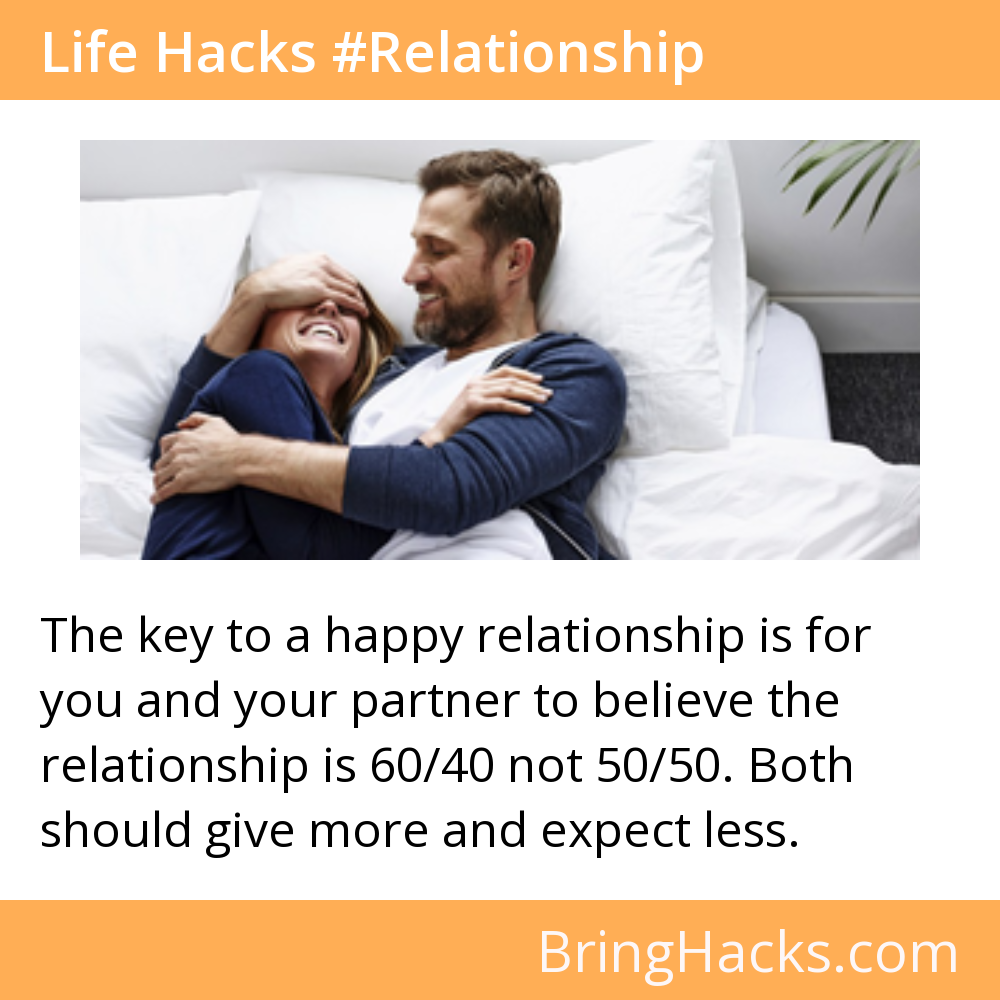 Life Hacks #Relationship
The key to a happy relationship is for
you and your partner to believe the
relationship is 60/40 not 50/50. Both
should give more and expect less.
BringHacks.com